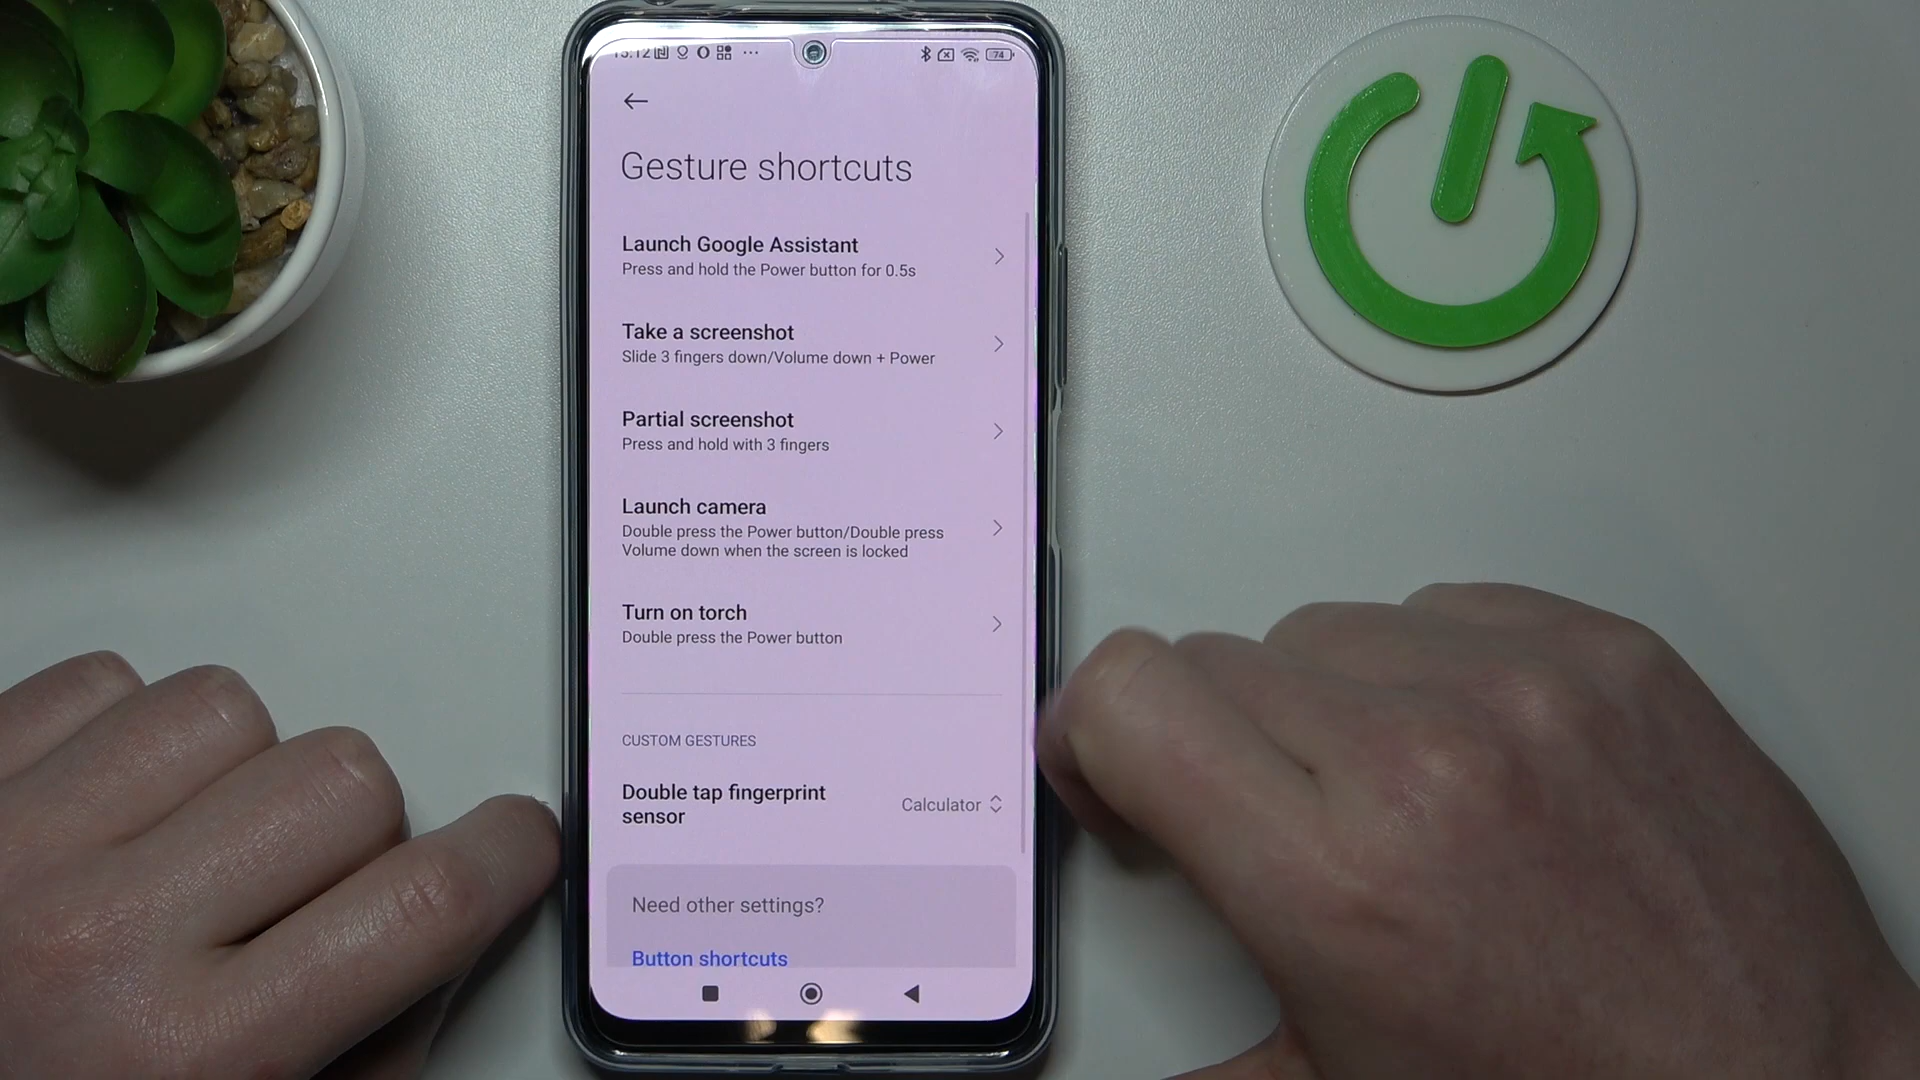 15:12
74
Gesture shortcuts
Launch Google Assistant
Press and hold the Power button for 0.5s
Take a screenshot
Slide 3 fingers down/Volume down + Power
Partial screenshot
Press and hold with 3 fingers
Launch camera
Double press the Power button/Double press
Volume down when the screen is locked
Turn on torch
Double press the Power button
CUSTOM GESTURES
Double tap fingerprint
sensor
Calculator
Need other settings?
Button shortcuts